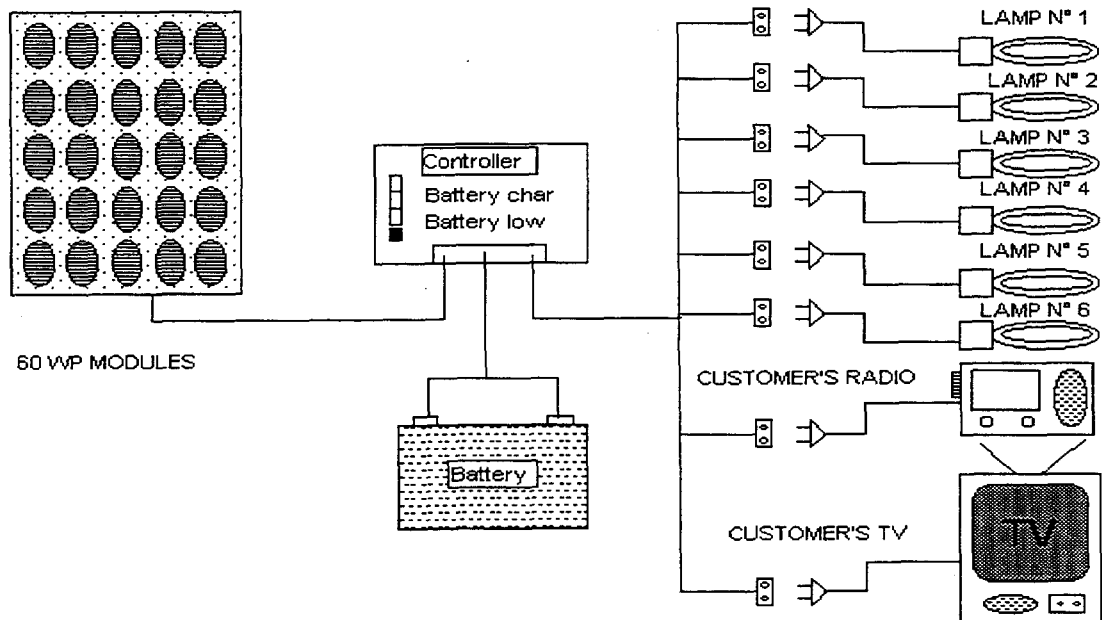 LAMP N° 1
LAMP N° 2
LAMP N° 3
LAMP N° 4
LAMP N° 5
LAMP N° 6
Controller
Battery char
Battery low
60 WP MODULES
CUSTOMER'S RADIO
Battery
CUSTOMER'S TV
TV